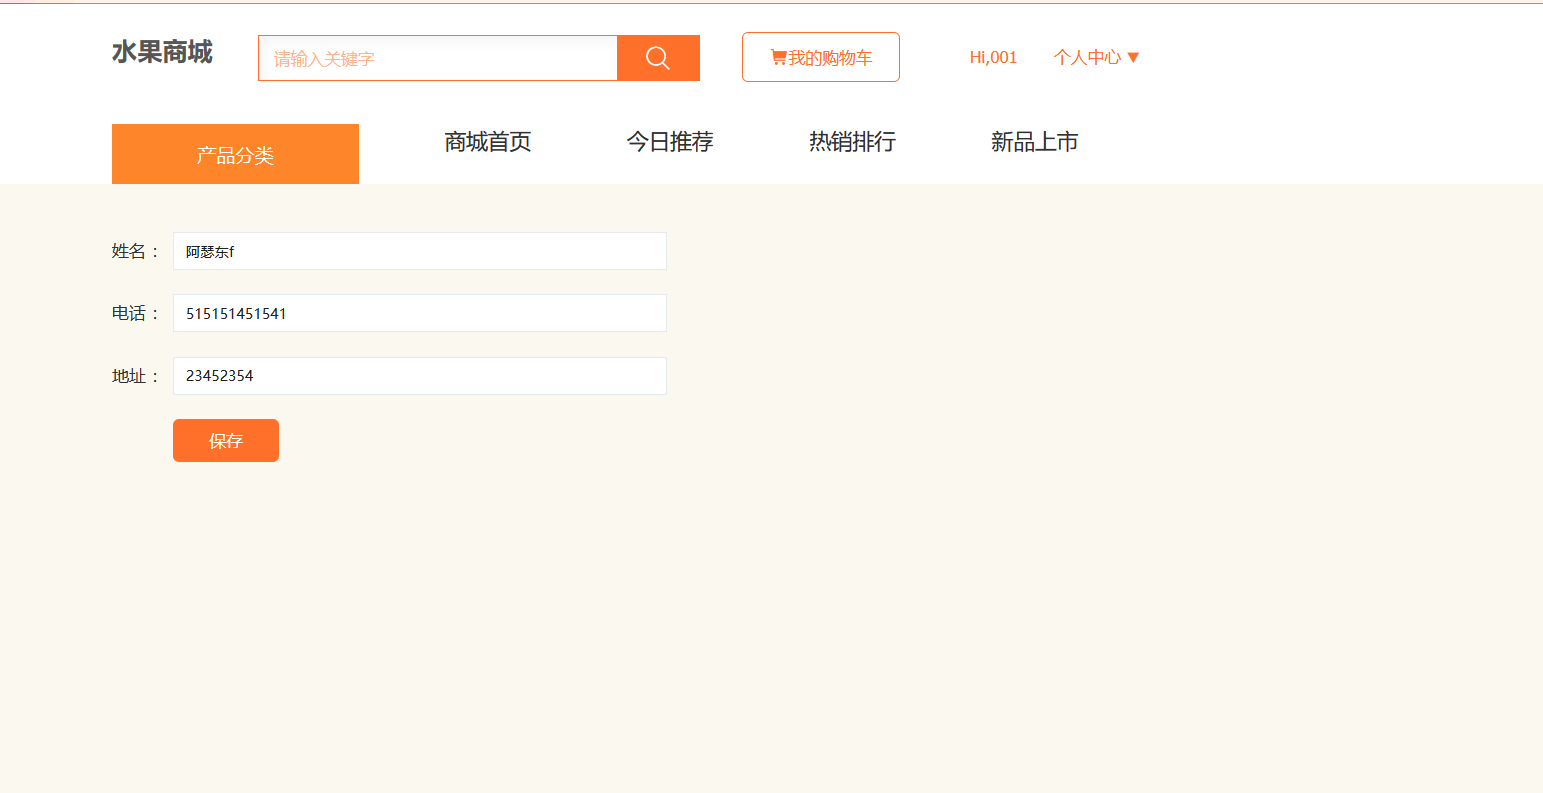 水果商城
请输入关键字
我的购物车
Hi,001
个人中心 ▼
产品分类
商城首页
今日推荐
热销排行
新品上市
姓名：
阿瑟东f
电话：
515151451541
地址：
23452354
保存